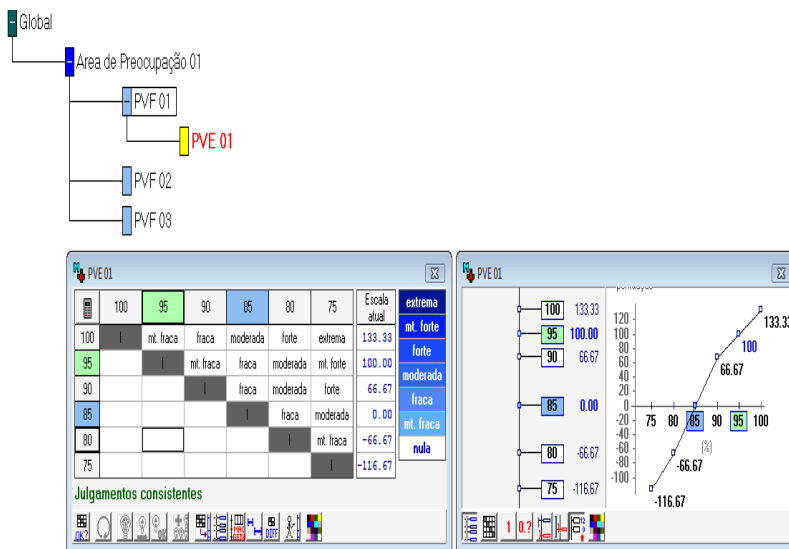 Global
Area de Preocupação 01
PVF 01
PVE 01
PVF 02
PVF 03
PVE 01
100 95 90 85 80 75 Escala atual
100 I mt. fraca fraca moderada forte extrema 133.33
95 I mt. fraca fraca moderada mt. forte 100.00
90 I fraca moderada forte 66.67
85 I fraca moderada 0.00
80 I mt. fraca -66.67
75 I -116.67
extrema
mt. forte
forte
moderada
fraca
mt. fraca
nula
Julgamentos consistentes
OK?
MAC
BETH
DIFF
PVE 01
100 133.33
95 100.00
90 66.67
85 0.00
80 -66.67
75 -116.67
120
100
80
60
40
20
0
-20
-40
-60
-80
-100
75 80 85 90 95 100
(%)
133.33
100
66.67
-66.67
-116.67
1 0.?